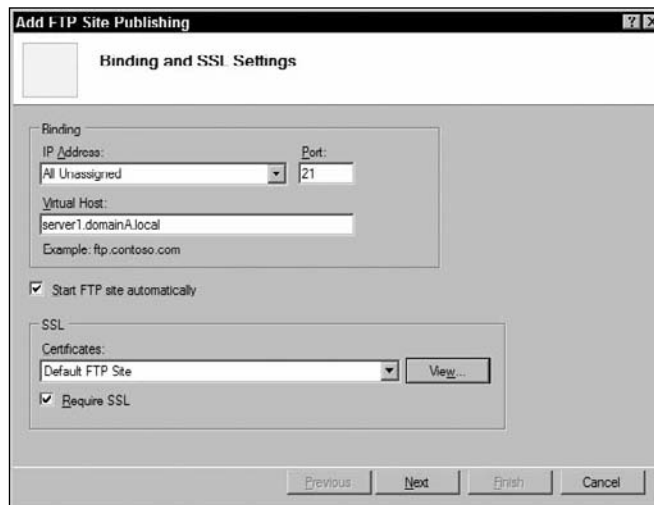 Add FTP Site Publishing
Binding and SSL Settings
Binding
IP Address:
Port:
All Unassigned
21
Virtual Host:
server1.domainA.local
Example: ftp.contoso.com
Start FTP site automatically
SSL
Certificates:
Default FTP Site
View...
Require SSL
Previous
Next
Finish
Cancel